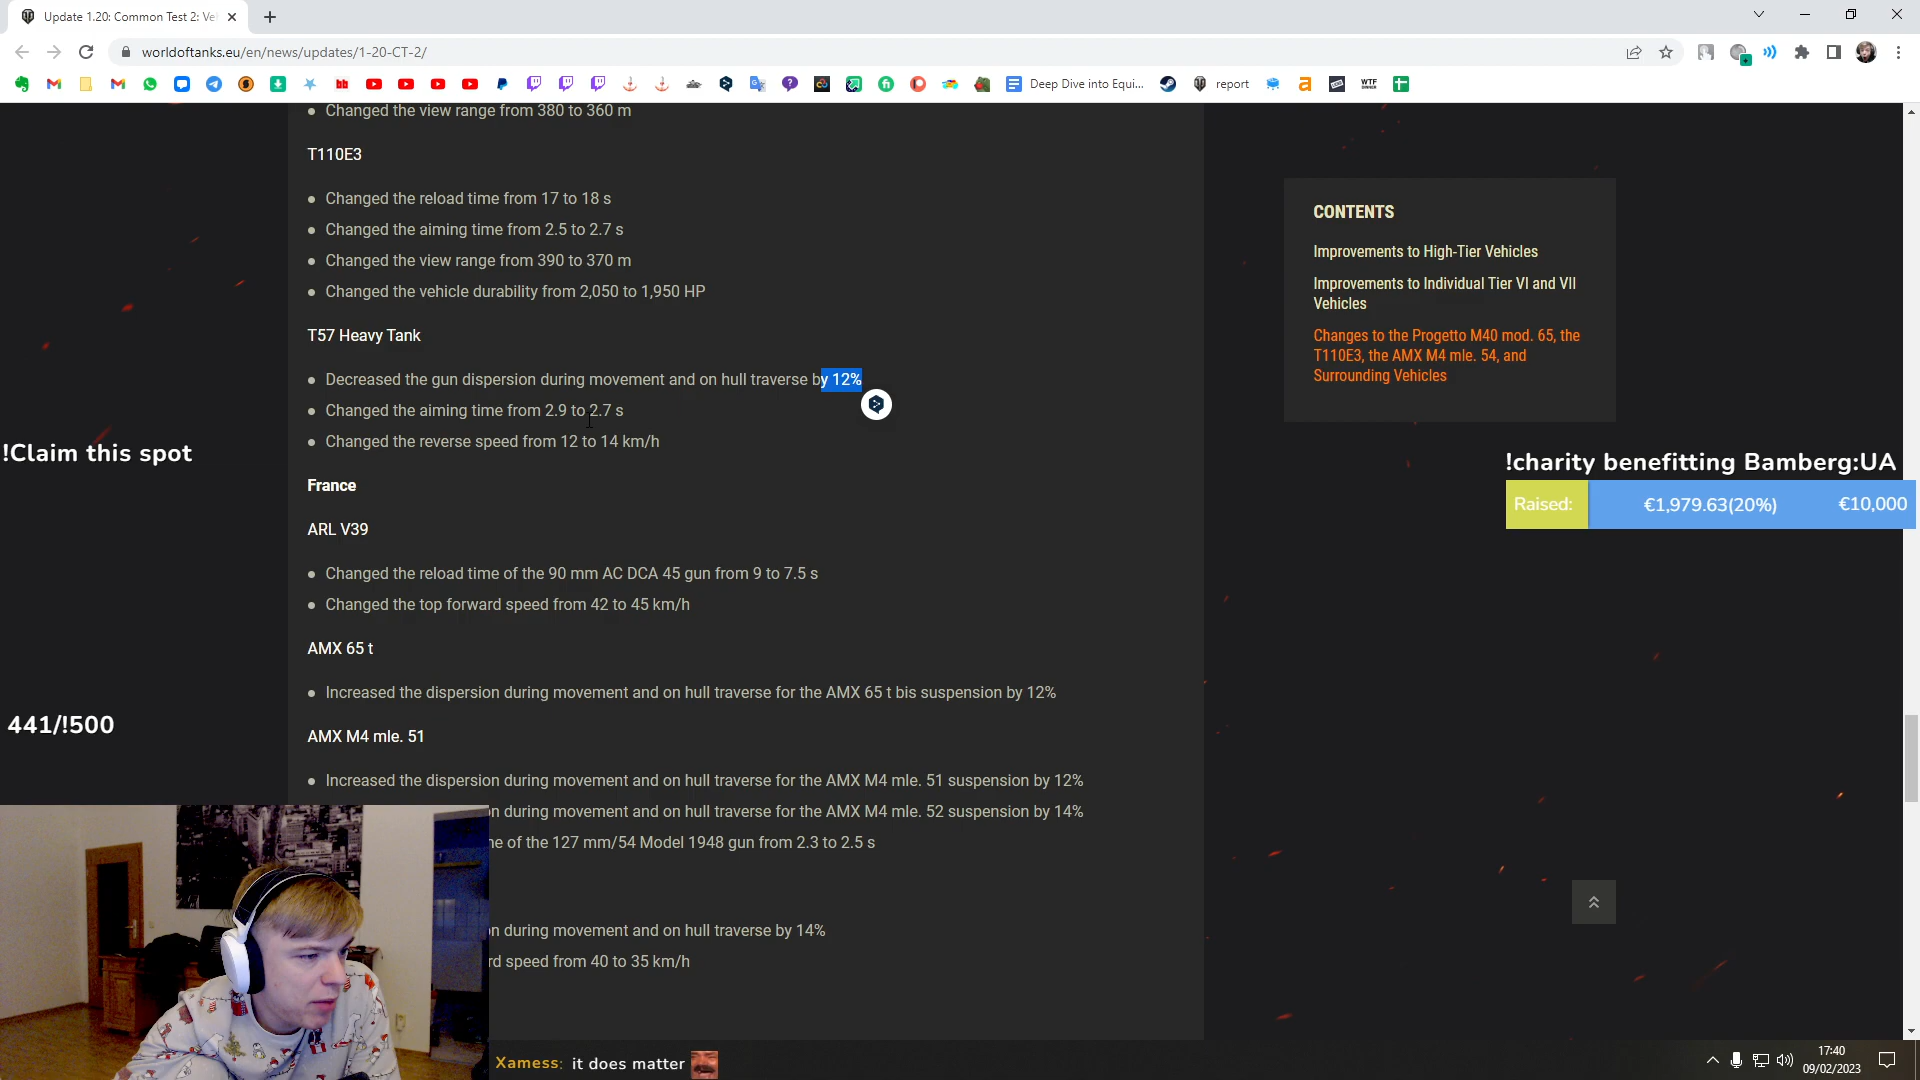 Update 1.20: Common Test 2: Ve
worldoftanks.eu/en/news/updates/1-20-CT-2/
Deep Dive into Equi...
report
WTF
Changed the view range from 380 to 360 m
T110E3
Changed the reload time from 17 to 18 s
Changed the aiming time from 2.5 to 2.7 s
Changed the view range from 390 to 370 m
Changed the vehicle durability from 2,050 to 1,950 HP
T57 Heavy Tank
Decreased the gun dispersion during movement and on hull traverse by 12%
Changed the aiming time from 2.9 to 2.7 s
Changed the reverse speed from 12 to 14 km/h
France
ARL V39
Changed the reload time of the 90 mm AC DCA 45 gun from 9 to 7.5 s
Changed the top forward speed from 42 to 45 km/h
AMX 65 t
Increased the dispersion during movement and on hull traverse for the AMX 65 t bis suspension by 12%
AMX M4 mle. 51
Increased the dispersion during movement and on hull traverse for the AMX M4 mle. 51 suspension by 12%
n during movement and on hull traverse for the AMX M4 mle. 52 suspension by 14%
ne of the 127 mm/54 Model 1948 gun from 2.3 to 2.5 s
n during movement and on hull traverse by 14%
rd speed from 40 to 35 km/h
CONTENTS
Improvements to High-Tier Vehicles
Improvements to Individual Tier VI and VII
Vehicles
Changes to the Progetto M40 mod. 65, the
T110E3, the AMX M4 mle. 54, and
Surrounding Vehicles
!Claim this spot
441/!500
!charity benefitting Bamberg:UA
Raised: €1,979.63(20%) €10,000
Xamess: it does matter
17:40
09/02/2023